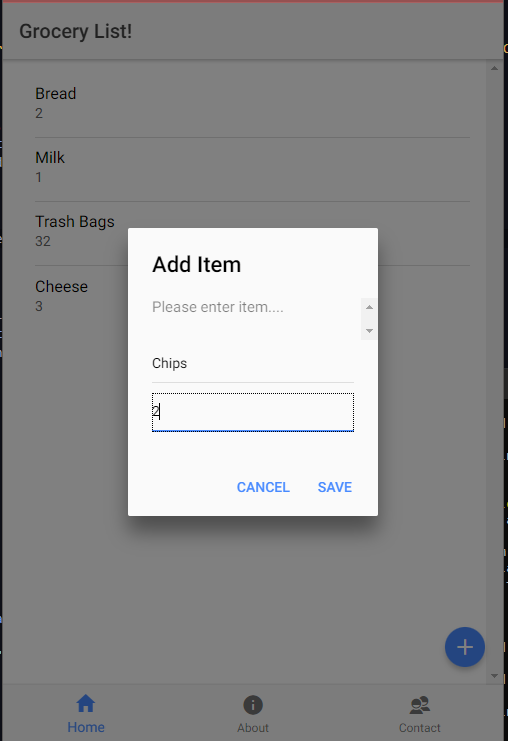 Grocery List!
Bread
2
Milk
1
Trash Bags
32
Cheese
3
Add Item
Please enter item....
Chips
2
CANCEL SAVE
Home About Contact